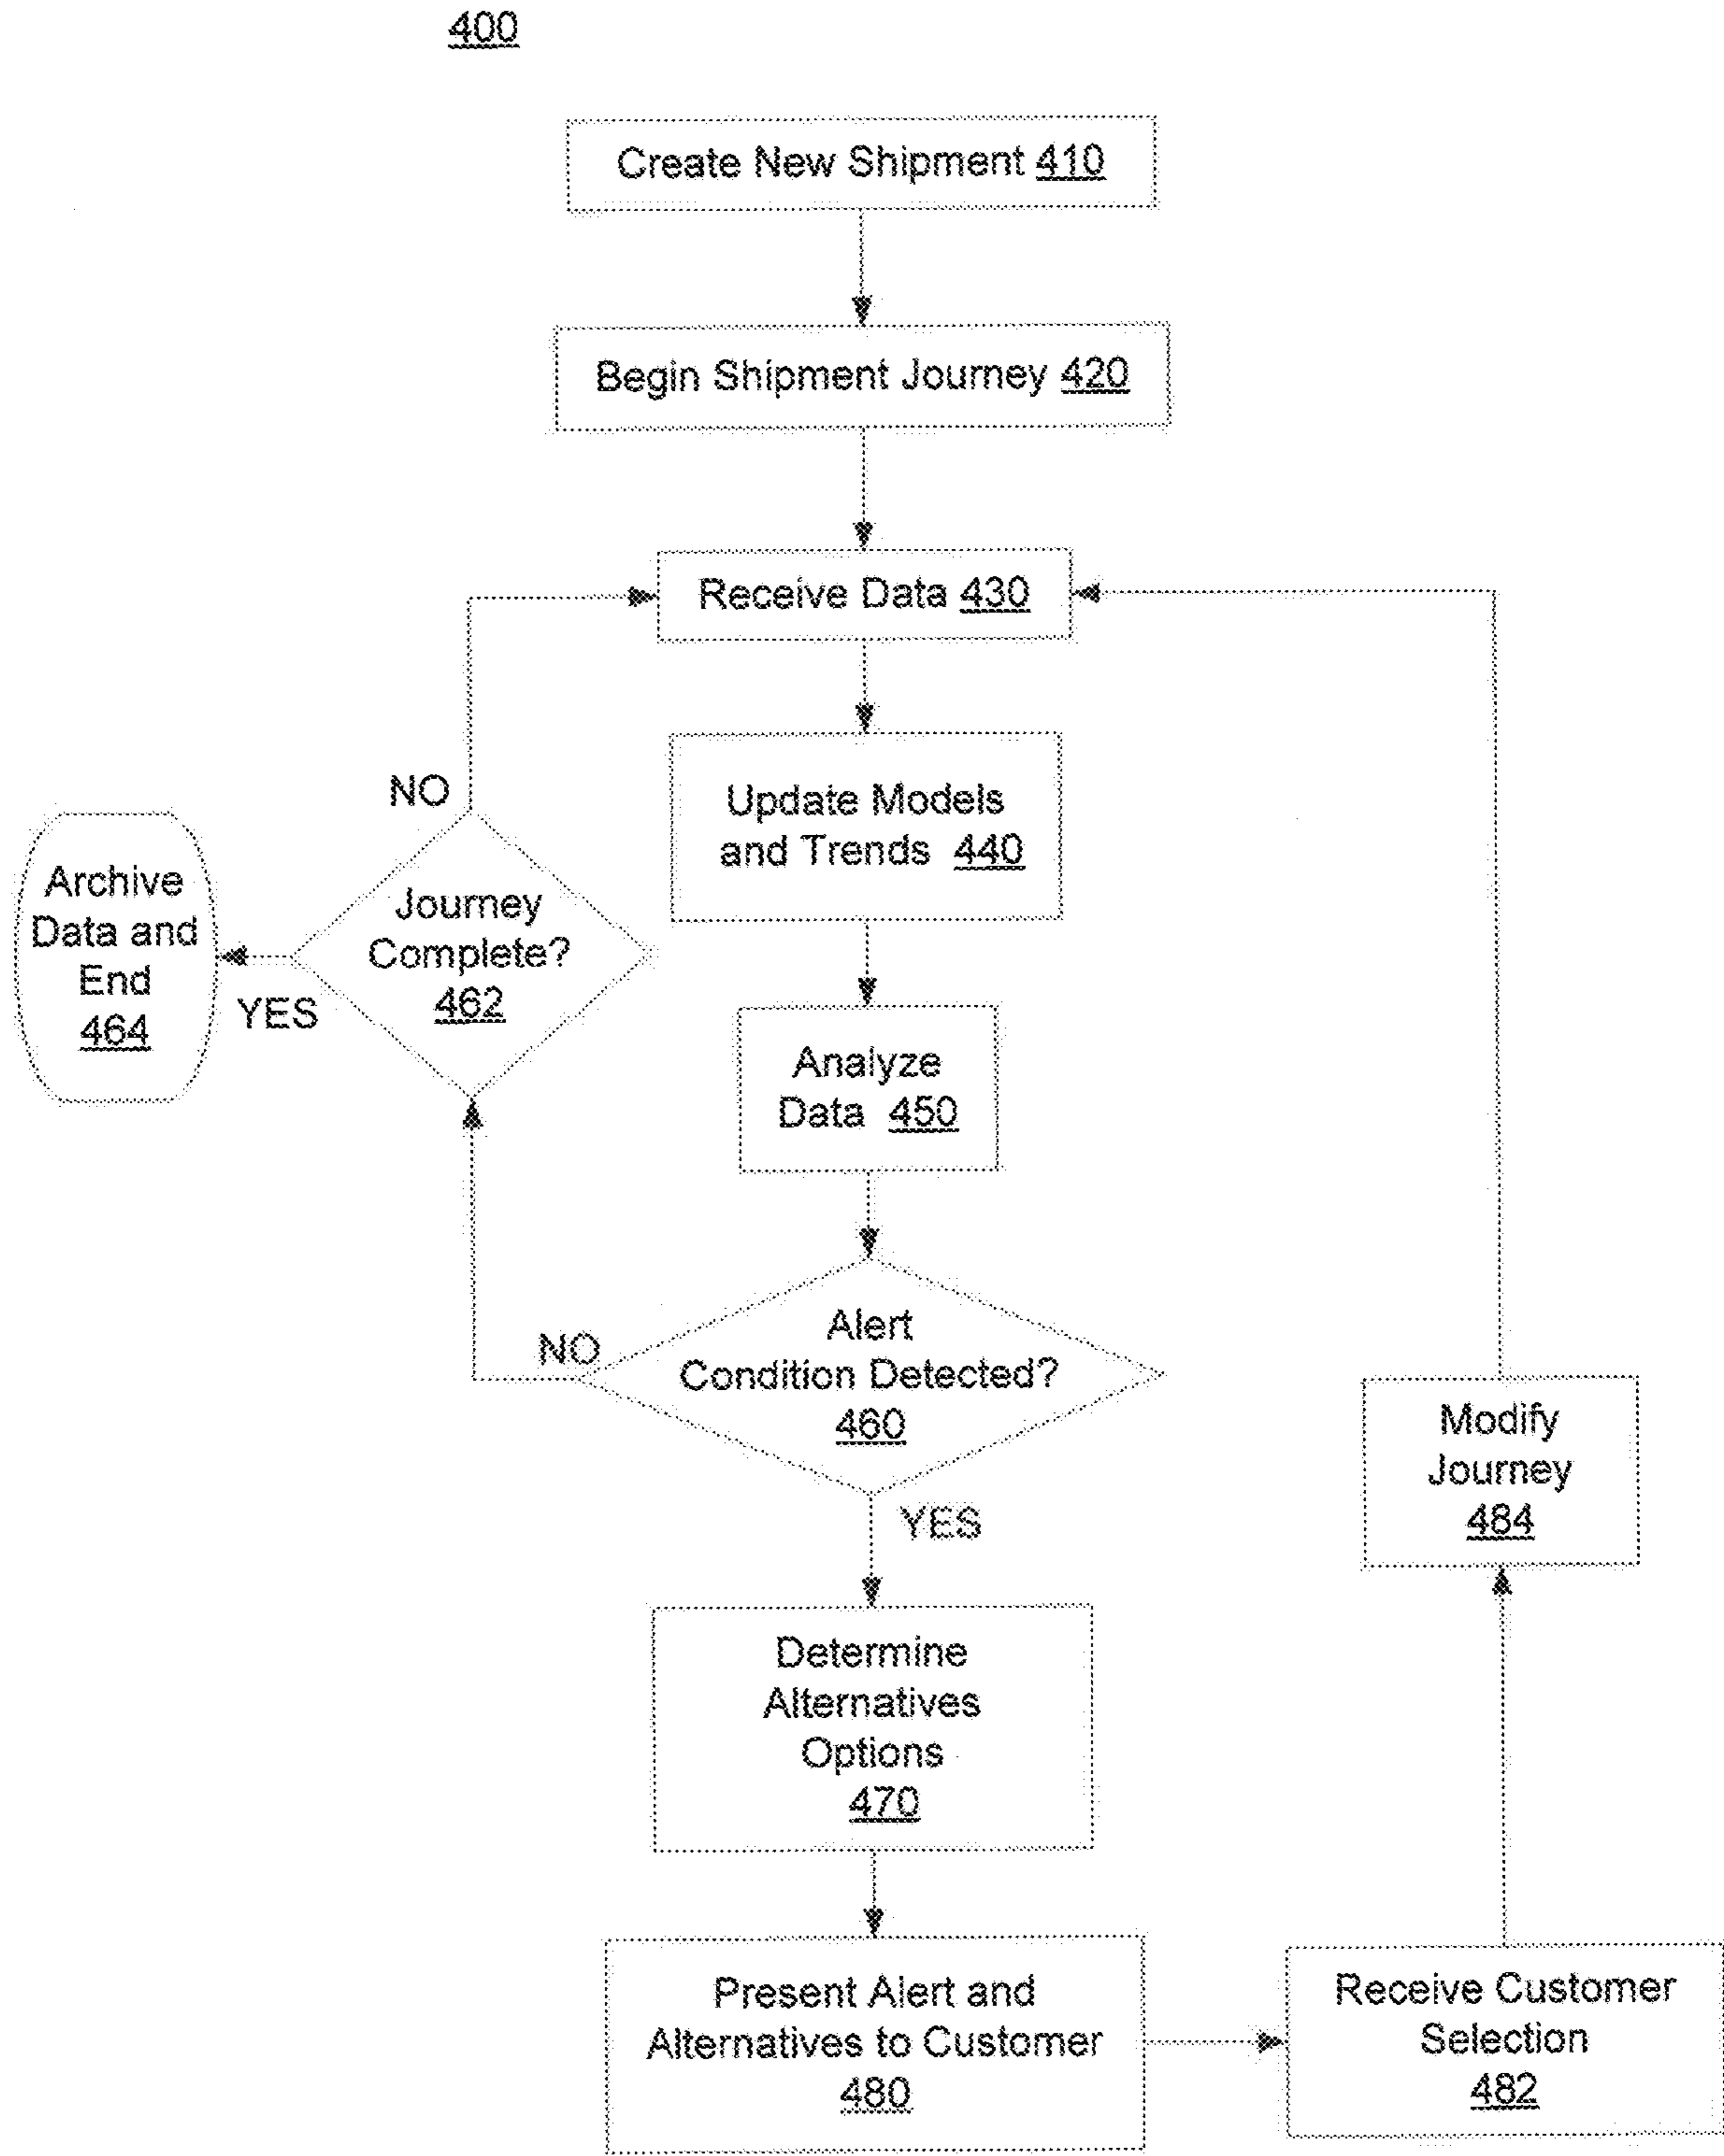 400
Create New Shipment 410
Begin Shipment Journey 420
Receive Data 430
NO
Update Models
and Trends 440
Archive
Data and
End
464
YES
Journey
Complete?
462
Analyze
Data 450
NO
Alert
Condition Detected?
460
YES
Modify
Journey
484
Determine
Alternatives
Options
470
Present Alert and
Alternatives to Customer
480
Receive Customer
Selection
482